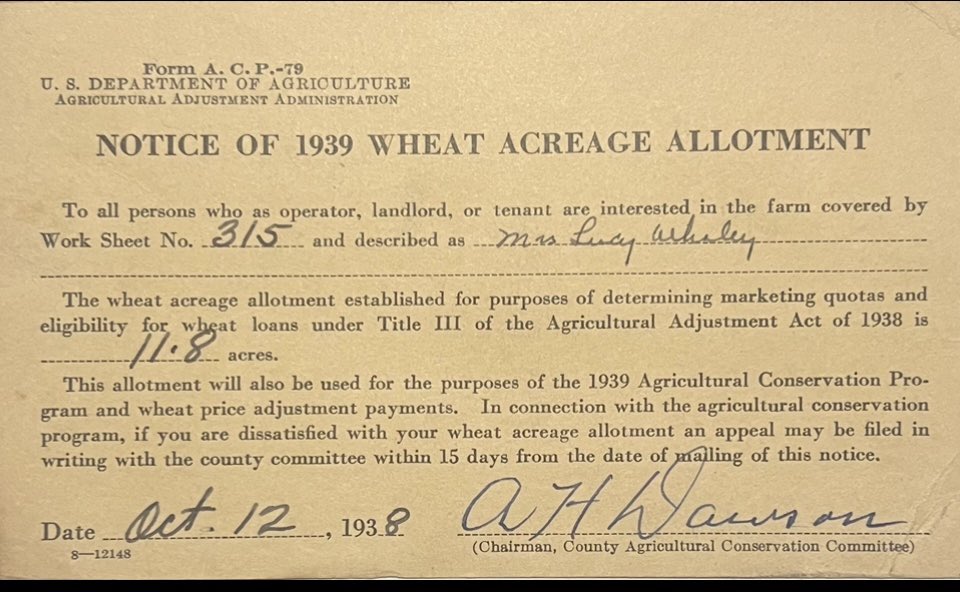 Form A. C. P.-79
U. S. DEPARTMENT OF AGRICULTURE
AGRICULTURAL ADJUSTMENT ADMINISTRATION
NOTICE OF 1939 WHEAT ACREAGE ALLOTMENT
To all persons who as operator, landlord, or tenant are interested in the farm covered by
Work Sheet No. 315 and described as Mrs Lucy Whaley
The wheat acreage allotment established for purposes of determining marketing quotas and
eligibility for wheat loans under Title III of the Agricultural Adjustment Act of 1938 is
11.8 acres.
This allotment will also be used for the purposes of the 1939 Agricultural Conservation Pro-
gram and wheat price adjustment payments. In connection with the agricultural conservation
program, if you are dissatisfied with your wheat acreage allotment an appeal may be filed in
writing with the county committee within 15 days from the date of mailing of this notice.
Date Oct. 12, 1938 A H Dawson
8—12148 (Chairman, County Agricultural Conservation Committee)